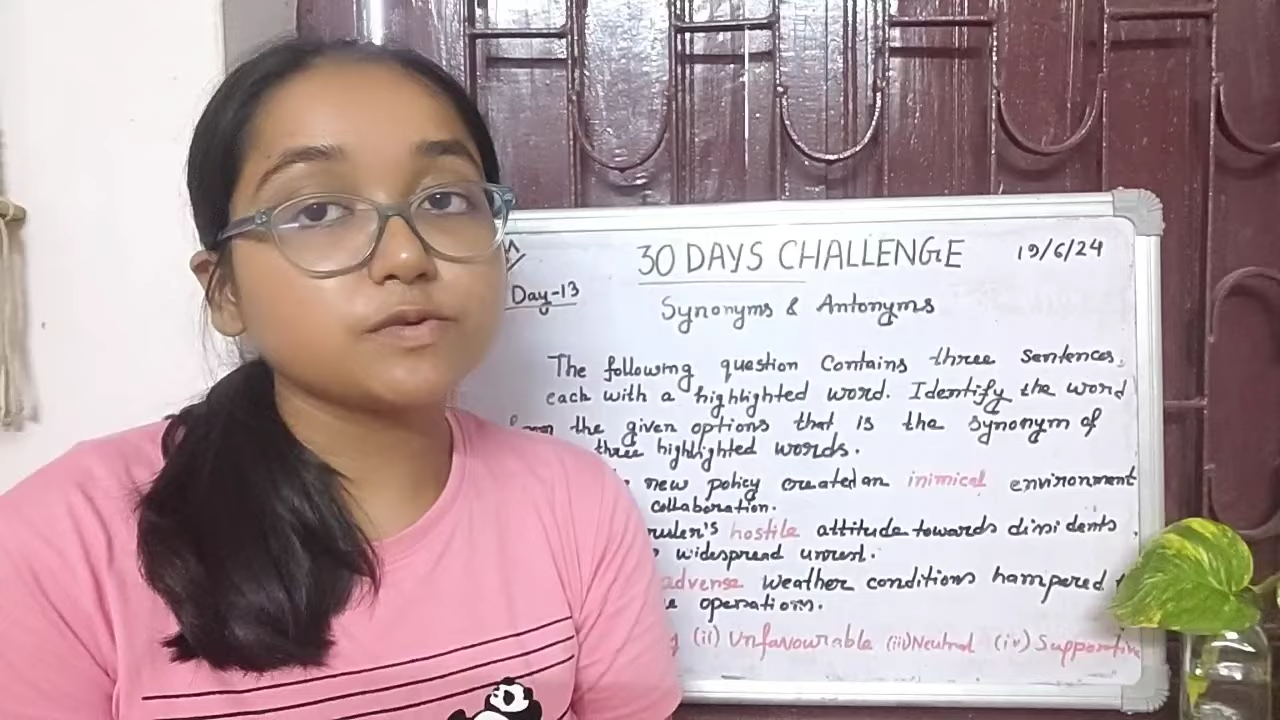 30 DAYS CHALLENGE 19/6/24
Day-13
Synonyms & Antonyms
The following question Contains three sentences,
each with a highlighted word. Identify the word
the given options that is the synonym of
three highlighted words.
new policy created an inimical environment
collaboration.
ruler's hostile attitude towards dissidents,
widespread unrest.
adverse weather conditions hampered
operations.
(ii) Unfavourable (iii) Neutral (iv) Supportive